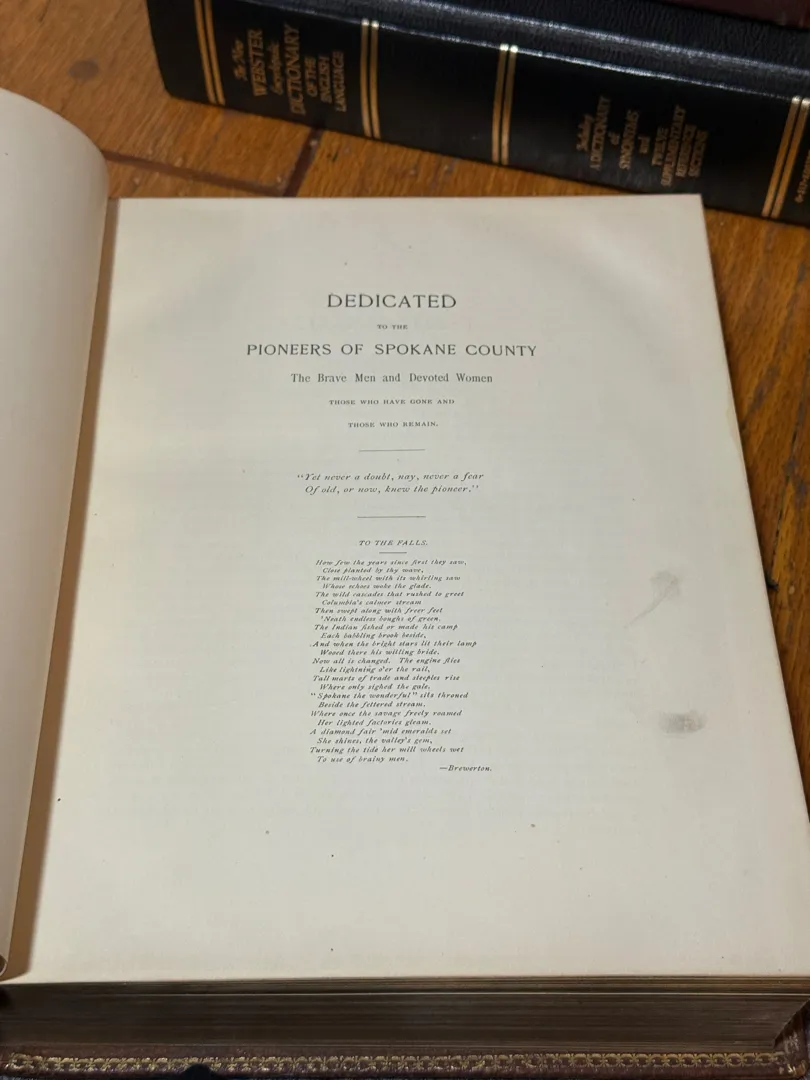 The New
WEBSTER
Encyclopedic
DICTIONARY
OF THE
ENGLISH
LANGUAGE
Including
A DICTIONARY
of
SYNONYMS
and
TWELVE
SUPPLEMENTARY
REFERENCE
SECTIONS
DEDICATED
TO THE
PIONEERS OF SPOKANE COUNTY
The Brave Men and Devoted Women
THOSE WHO HAVE GONE AND
THOSE WHO REMAIN.
"Yet never a doubt, nay, never a fear
Of old, or now, knew the pioneer."
TO THE FALLS.
How few the years since first they saw,
Close planted by thy wave,
The mill-wheel with its whirling saw
Whose echoes woke the glade.
The wild cascades that rushed to greet
Columbia's calmer stream
Then swept along with freer feet
'Neath endless boughs of green.
The Indian fished or made his camp
Each babbling brook beside,
And when the bright stars lit their lamp
Wooed there his willing bride.
Now all is changed. The engine flies
Like lightning o'er the rail,
Tall marts of trade and steeples rise
Where only sighed the gale.
"Spokane the wonderful" sits throned
Beside the fettered stream.
Where once the savage freely roamed
Her lighted factories gleam.
A diamond fair 'mid emeralds set
She shines, the valley's gem,
Turning the tide her mill wheels wet
To use of brainy men.
—Brewerton.